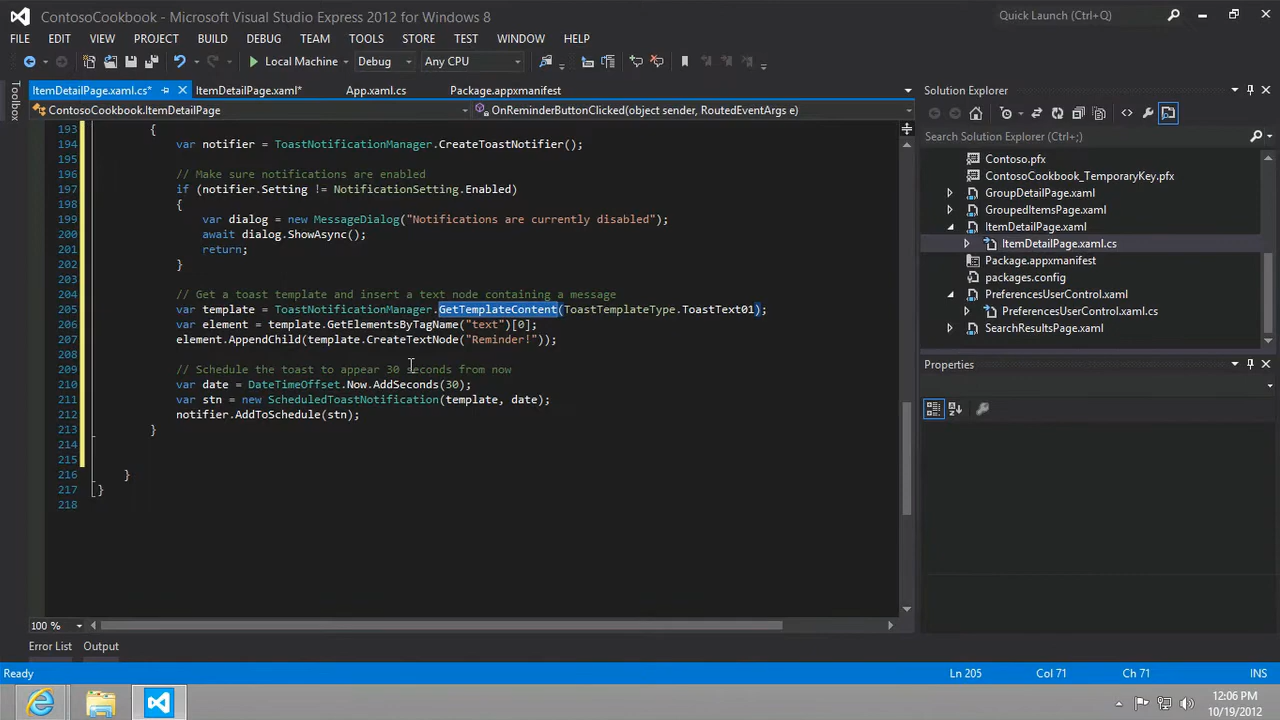 ContosoCookbook - Microsoft Visual Studio Express 2012 for Windows 8
Quick Launch (Ctrl+Q)
FILE EDIT VIEW PROJECT BUILD DEBUG TEAM TOOLS STORE TEST WINDOW HELP
Local Machine Debug Any CPU
Toolbox
ItemDetailPage.xaml.cs* ItemDetailPage.xaml* App.xaml.cs Package.appxmanifest
ContosoCookbook.ItemDetailPage OnReminderButtonClicked(object sender, RoutedEventArgs e)
193 {
194 var notifier = ToastNotificationManager.CreateToastNotifier();
195
196 // Make sure notifications are enabled
197 if (notifier.Setting != NotificationSetting.Enabled)
198 {
199 var dialog = new MessageDialog("Notifications are currently disabled");
200 await dialog.ShowAsync();
201 return;
202 }
203
204 // Get a toast template and insert a text node containing a message
205 var template = ToastNotificationManager.GetTemplateContent(ToastTemplateType.ToastText01);
206 var element = template.GetElementsByTagName("text")[0];
207 element.AppendChild(template.CreateTextNode("Reminder!"));
208
209 // Schedule the toast to appear 30 seconds from now
210 var date = DateTimeOffset.Now.AddSeconds(30);
211 var stn = new ScheduledToastNotification(template, date);
212 notifier.AddToSchedule(stn);
213 }
214
215
216 }
217 }
218
100 %
Error List Output
Solution Explorer
Search Solution Explorer (Ctrl+;)
Contoso.pfx
ContosoCookbook_TemporaryKey.pfx
GroupDetailPage.xaml
GroupedItemsPage.xaml
ItemDetailPage.xaml
ItemDetailPage.xaml.cs
Package.appxmanifest
packages.config
PreferencesUserControl.xaml
PreferencesUserControl.xaml.cs
SearchResultsPage.xaml
Properties
Ready Ln 205 Col 71 Ch 71 INS
12:06 PM
10/19/2012